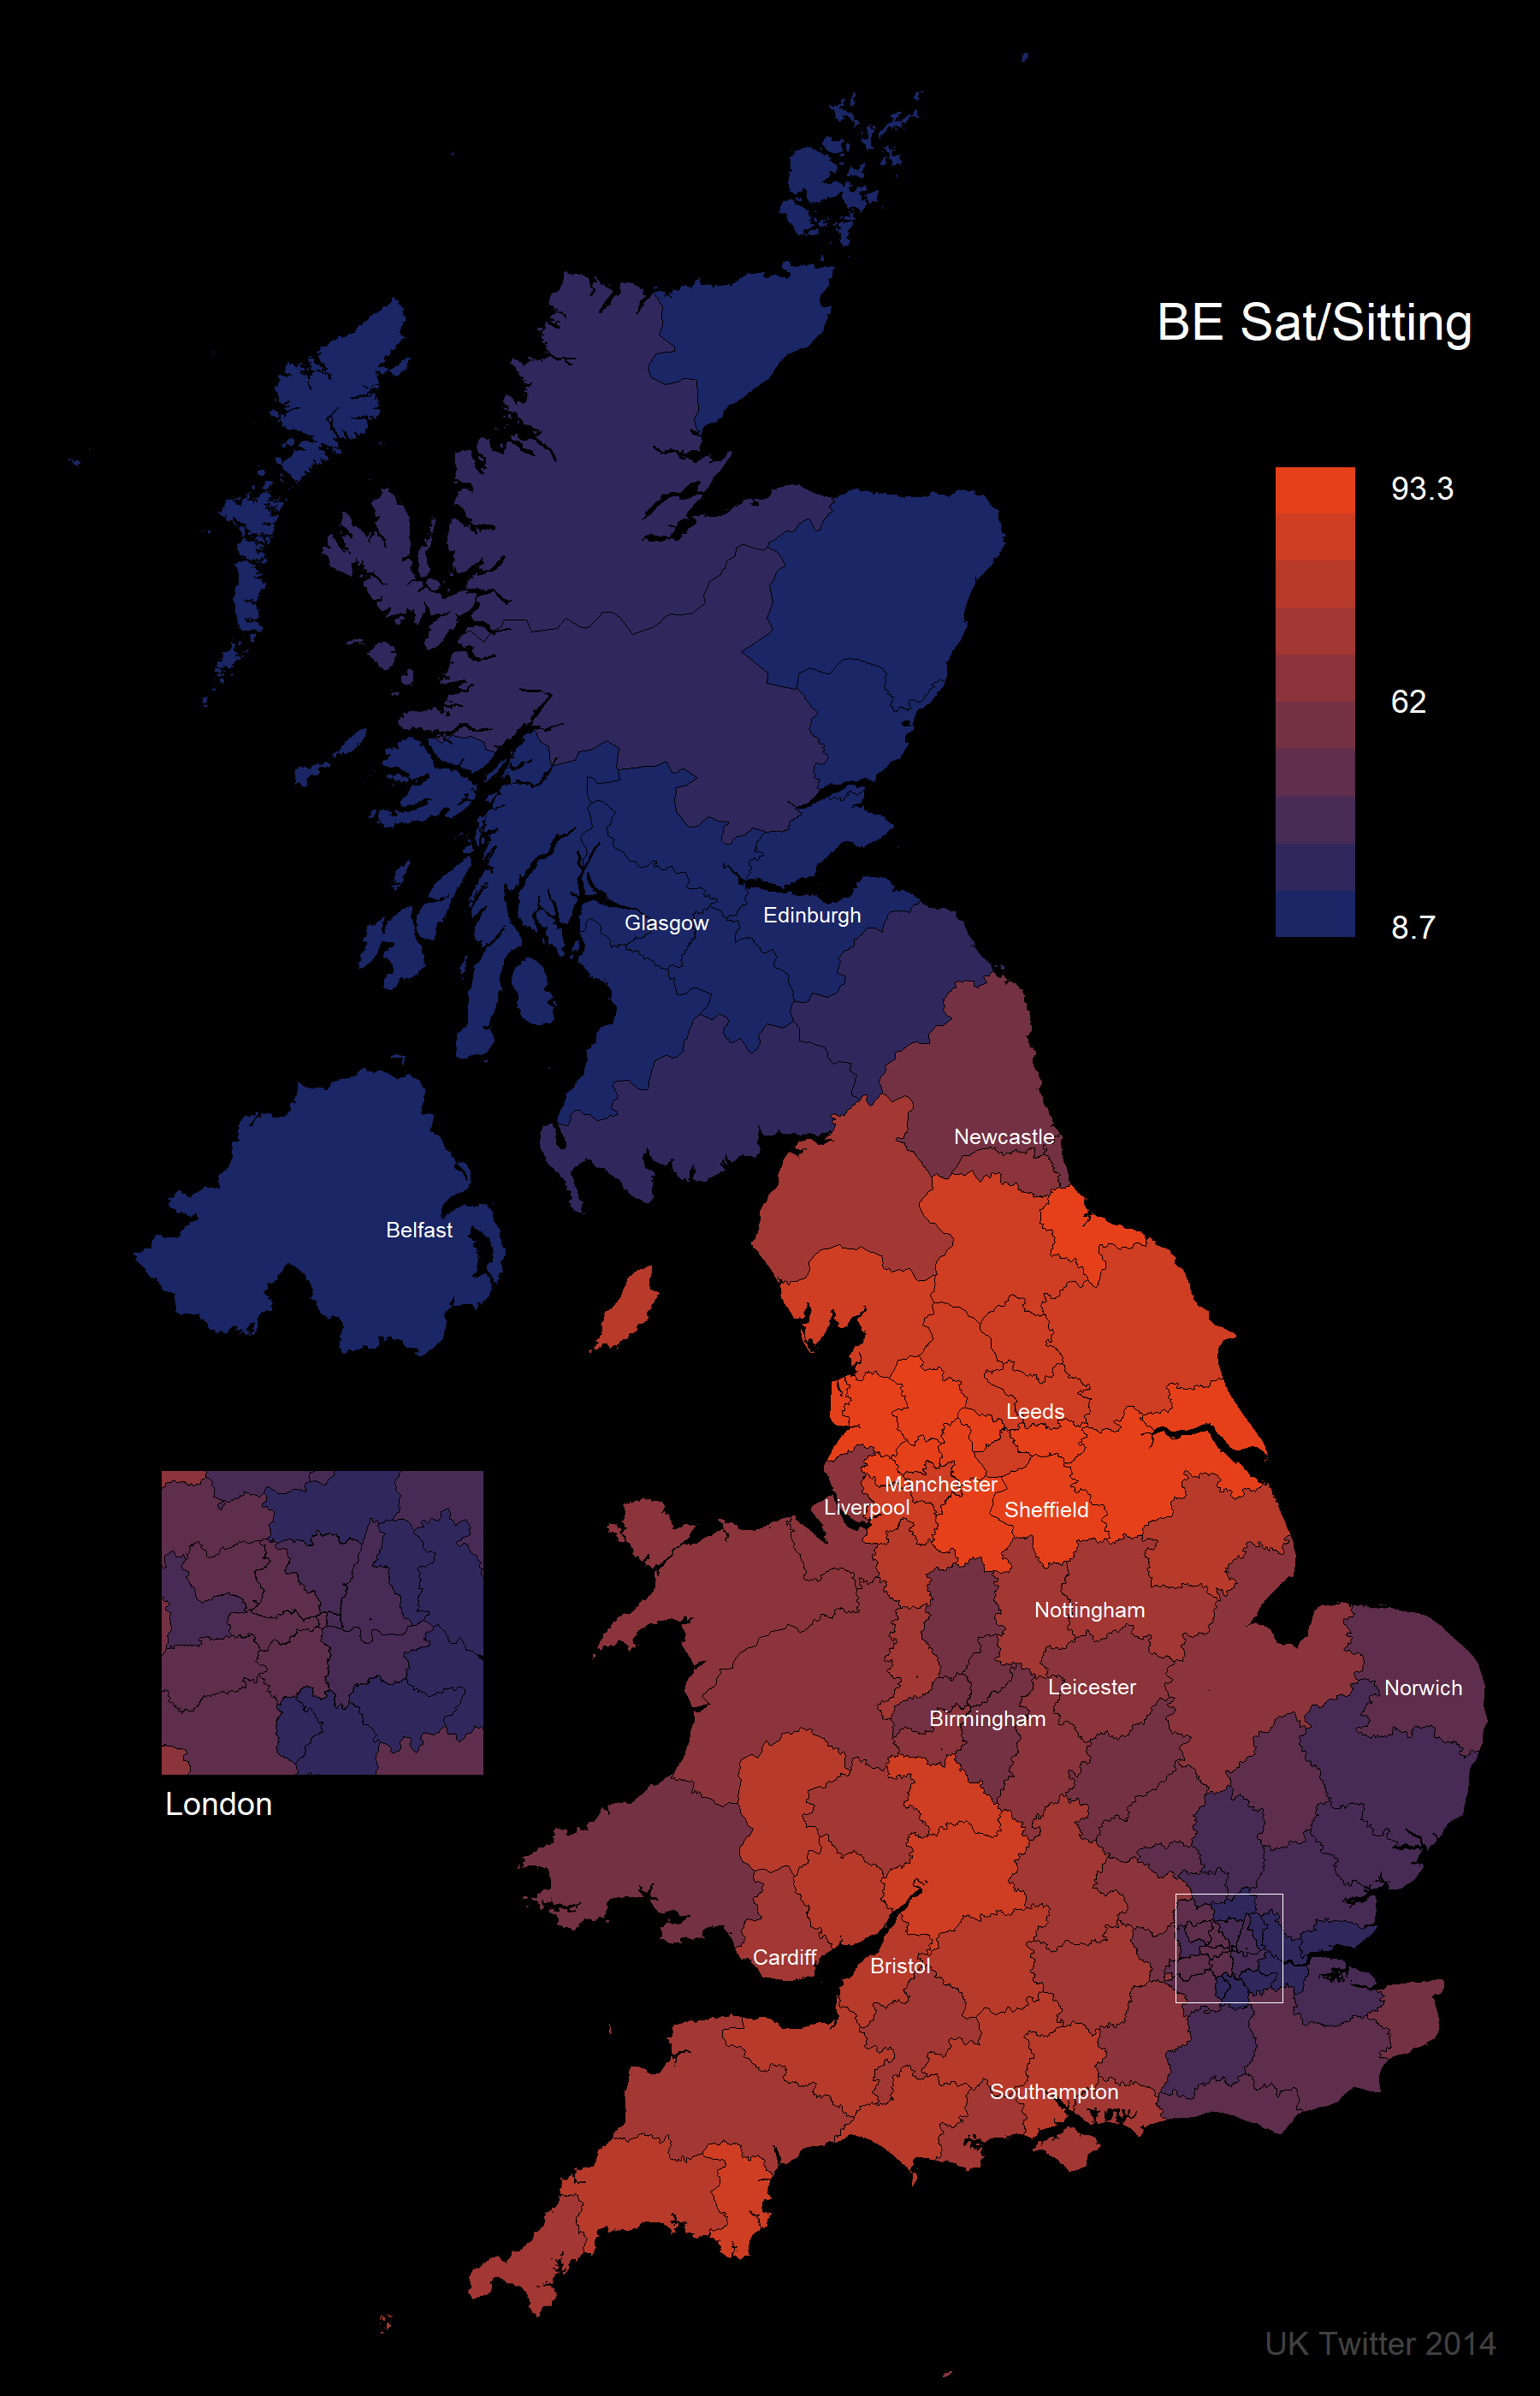 BE Sat/Sitting
93.3
62
8.7
Glasgow
Edinburgh
Newcastle
Belfast
Leeds
Manchester
Liverpool
Sheffield
Nottingham
Leicester
Norwich
Birmingham
London
Cardiff
Bristol
Southampton
UK Twitter 2014